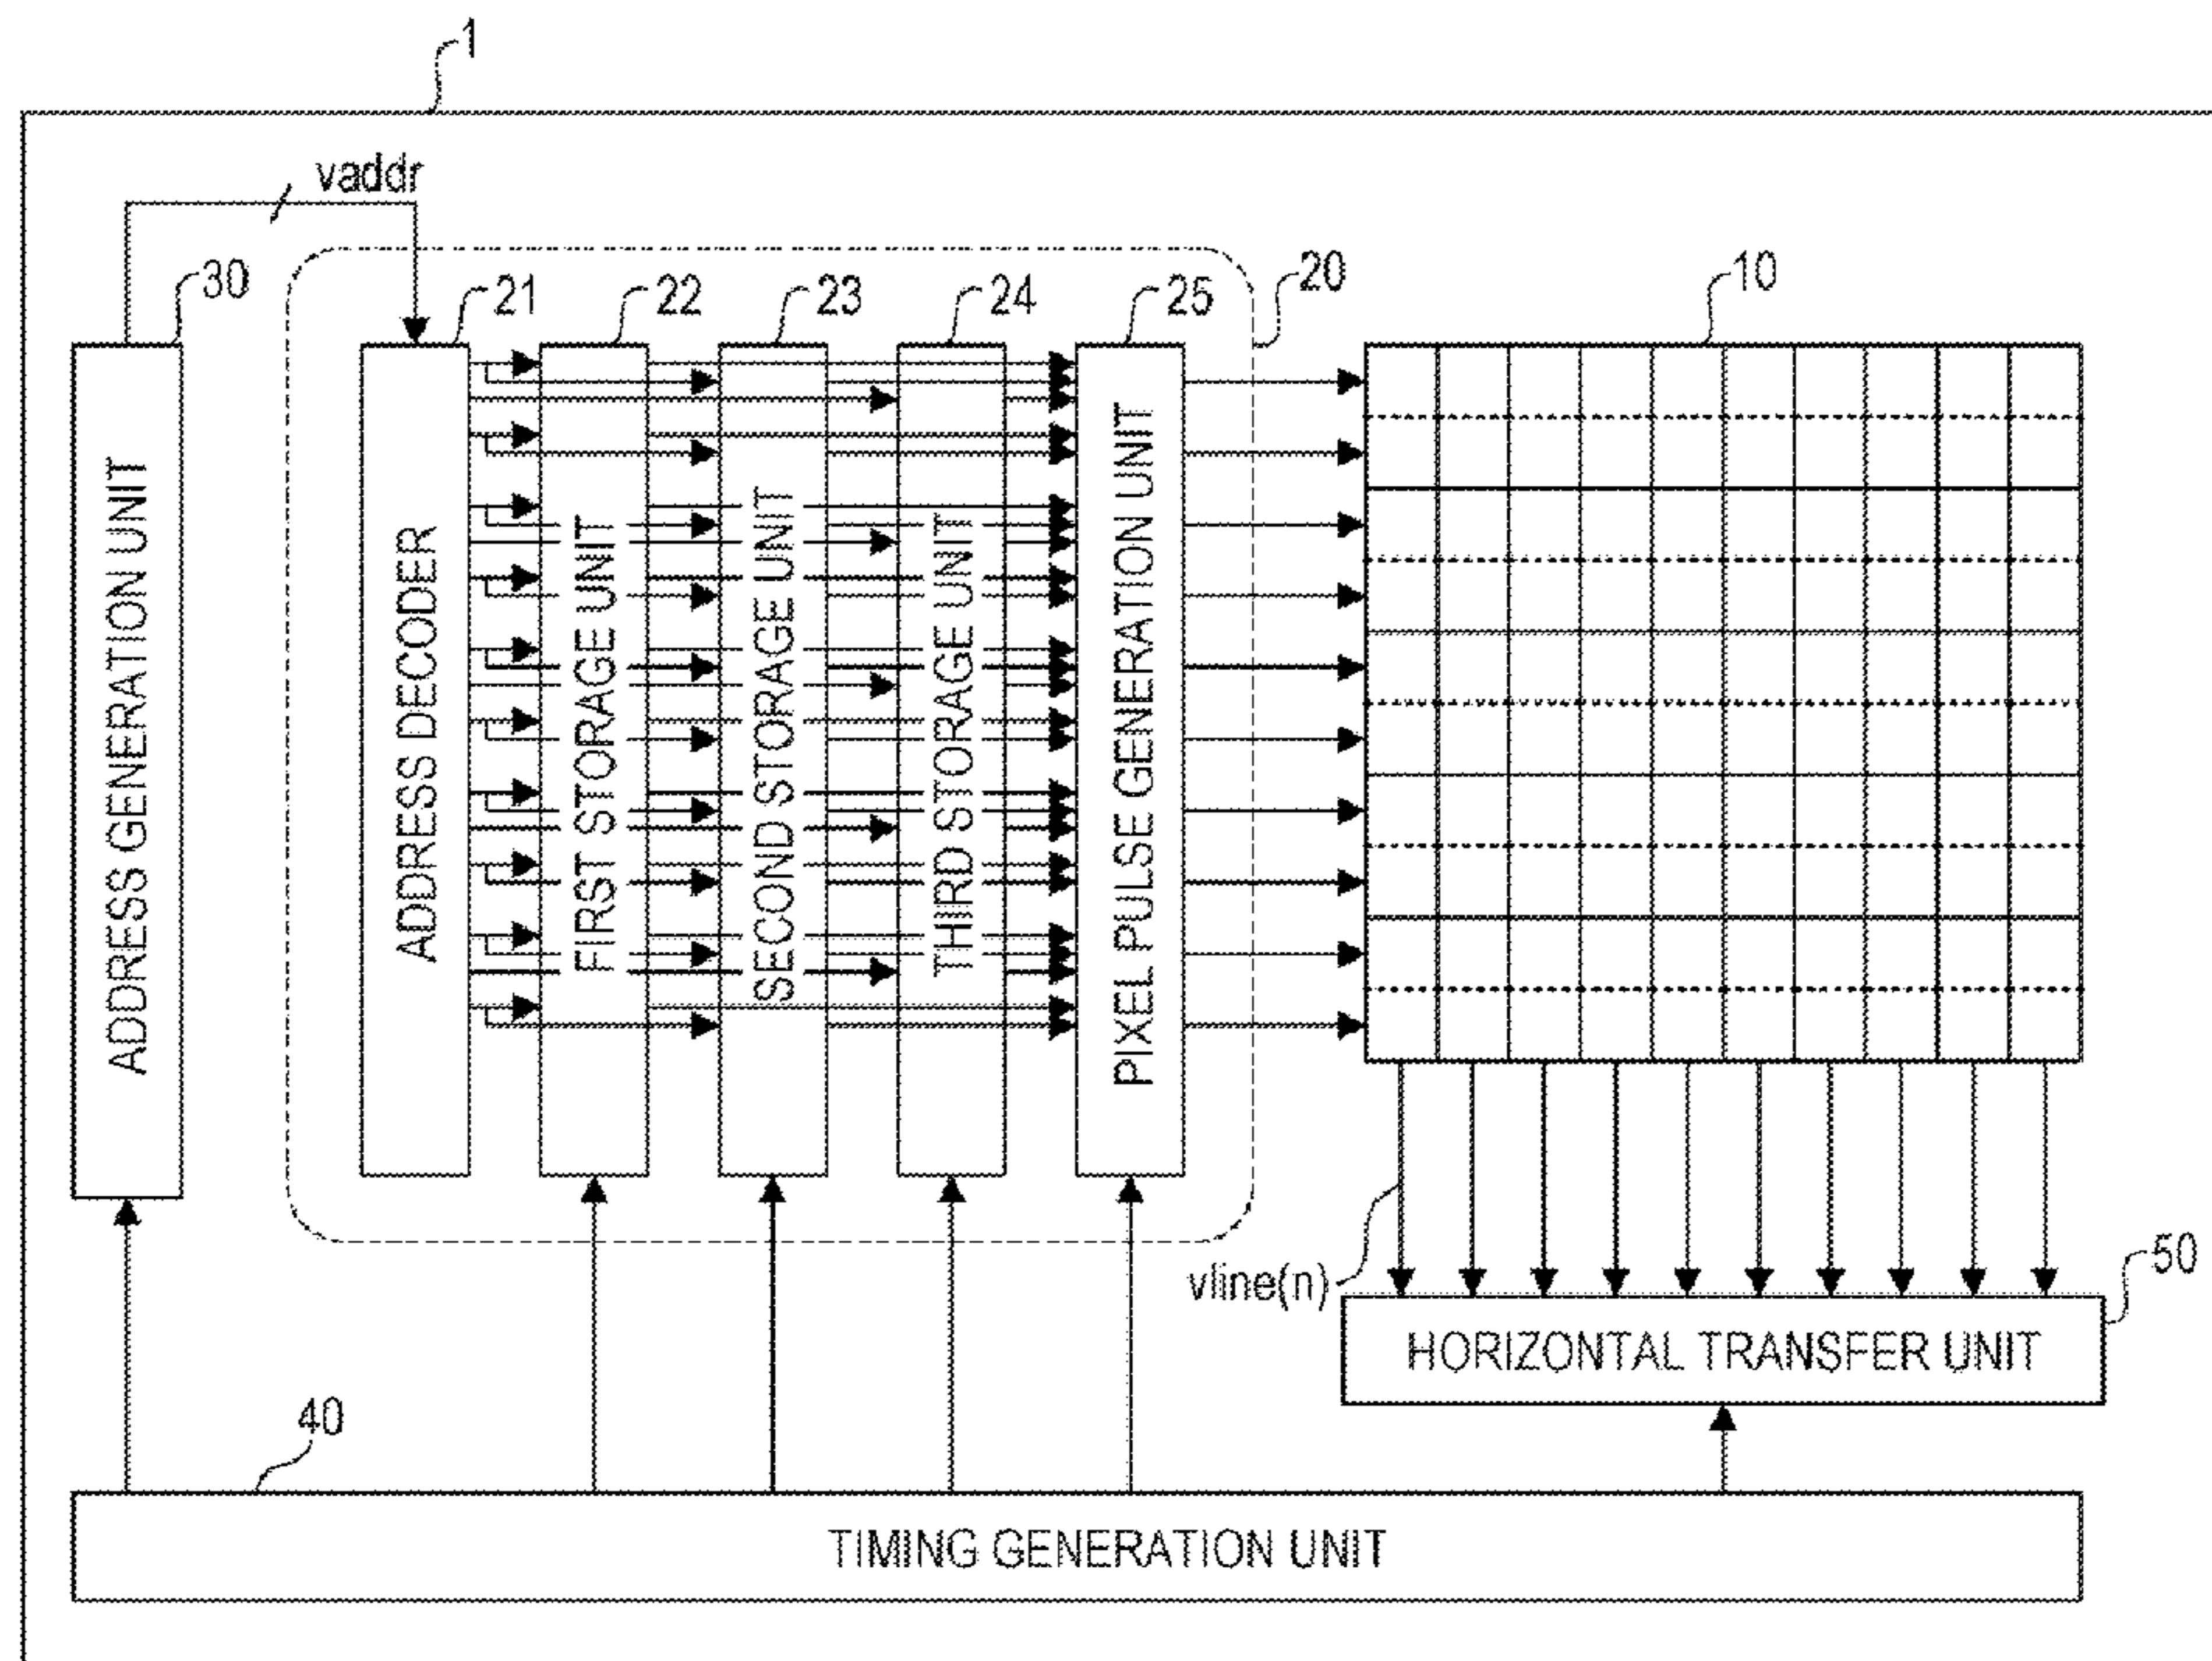 1
vaddr
30
21
22
23
24
25
20
10
ADDRESS GENERATION UNIT
ADDRESS DECODER
FIRST STORAGE UNIT
SECOND STORAGE UNIT
THIRD STORAGE UNIT
PIXEL PULSE GENERATION UNIT
vline(n)
50
HORIZONTAL TRANSFER UNIT
40
TIMING GENERATION UNIT